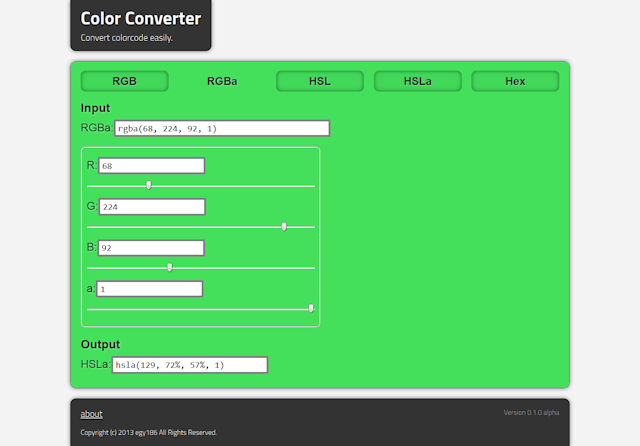 Color Converter
Convert colorcode easily.
RGB RGBa HSL HSLa Hex
Input
RGBa: rgba(68, 224, 92, 1)
R: 68
G: 224
B: 92
a: 1
Output
HSLa: hsla(129, 72%, 57%, 1)
about Version 0.1.0 alpha
Copyright (c) 2013 egy186 All Rights Reserved.